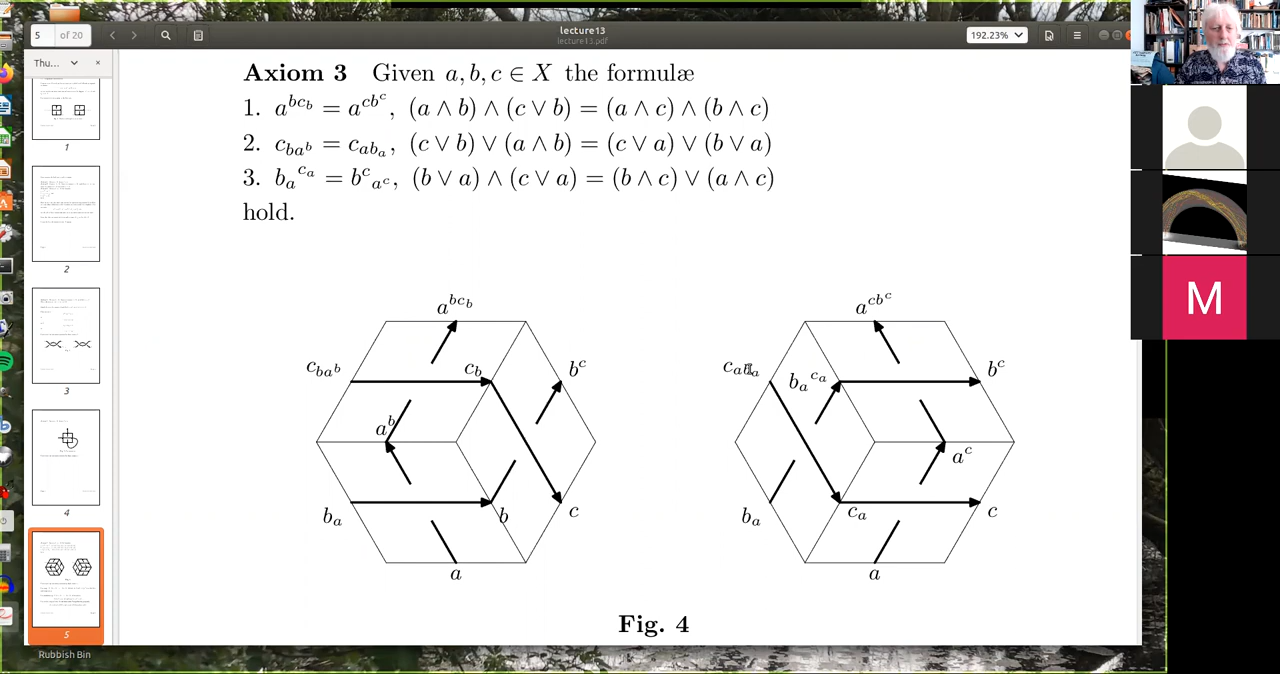 5 of 20
lecture13
lecture13.pdf
192.23%
Thu...
1
2
3
4
5
Rubbish Bin
Axiom 3 Given a, b, c ∈ X the formulæ
1. a^{bc_b} = a^{cb^c}, (a ∧ b) ∧ (c ∨ b) = (a ∧ c) ∧ (b ∧ c)
2. c_{ba^b} = c_{ab_a}, (c ∨ b) ∨ (a ∧ b) = (c ∨ a) ∨ (b ∨ a)
3. b_a^{c_a} = b^c_{a^c}, (b ∨ a) ∧ (c ∨ a) = (b ∧ c) ∨ (a ∧ c)
hold.
a^{bc_b} a^{cb^c}
c_{ba^b} c_b b^c c_{ab_a} b_a^{c_a} b^c
a^b a^c
b_a b c b_a c_a c
a a
Fig. 4
M